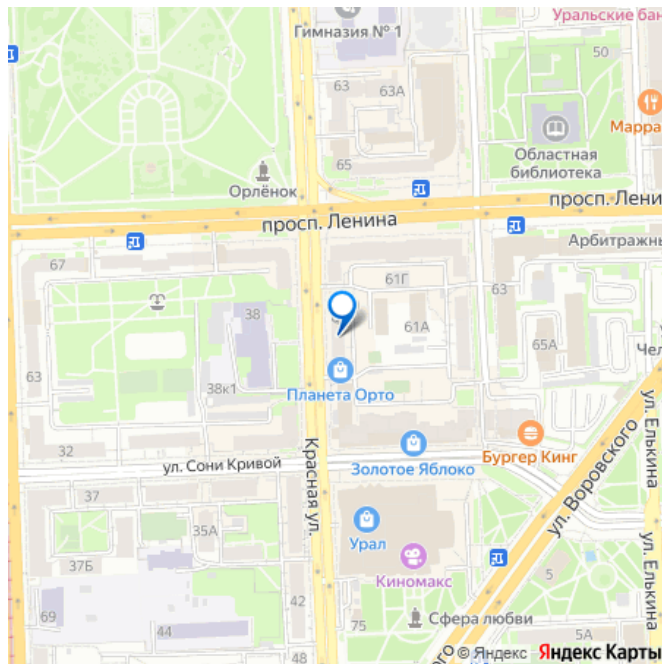 Уральские бан
Гимназия № 1
50
63
63А
Марра
Областная
библиотека
65
Орлёнок
просп. Лени
просп. Ленина
Арбитражны
67
61Г
63
38
61А
65А
Чел
63
38к1
Планета Орто
ул. Елькина
32
ул. Сони Кривой
Красная ул.
Золотое Яблоко
Бургер Кинг
ул. Воровского
37
35А
Урал
37Б
Киномакс
5
ул. Елькина
42
69
44
75
Сфера любви
5А
48
ого
© Яндекс Яндекс Карты